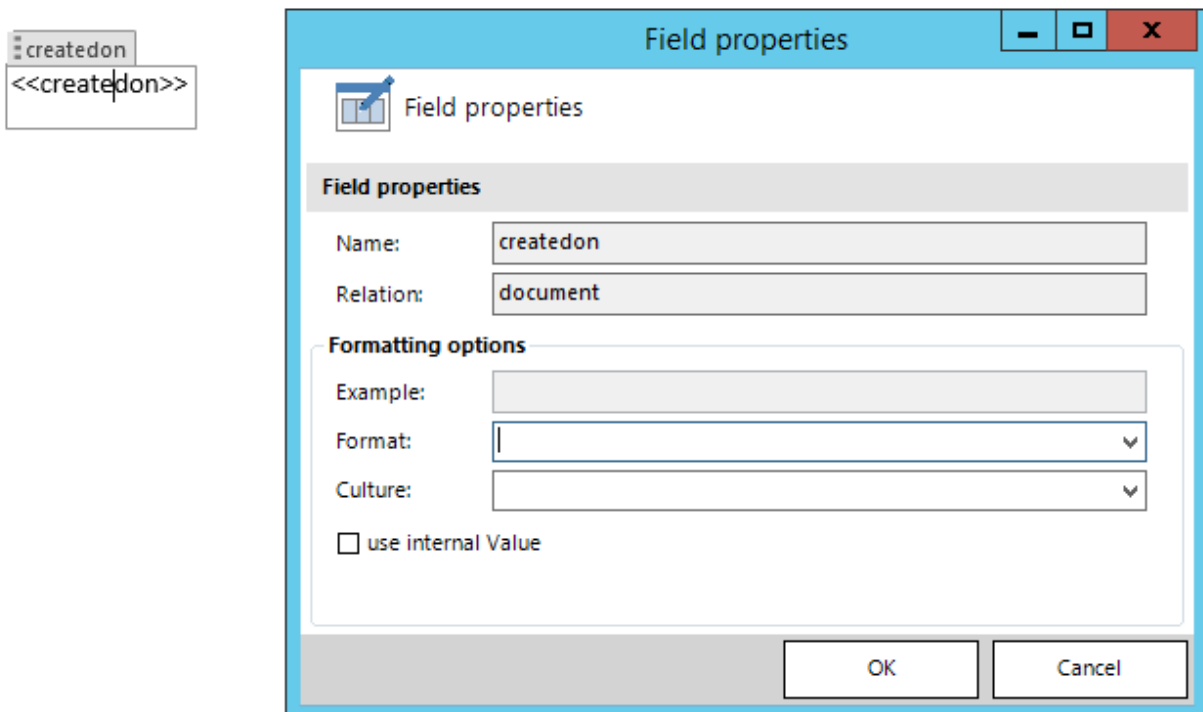 createdon
<<createdon>>
Field properties
Field properties
Field properties
Name:
createdon
Relation:
document
Formatting options
Example:
Format:
Culture:
use internal Value
OK
Cancel